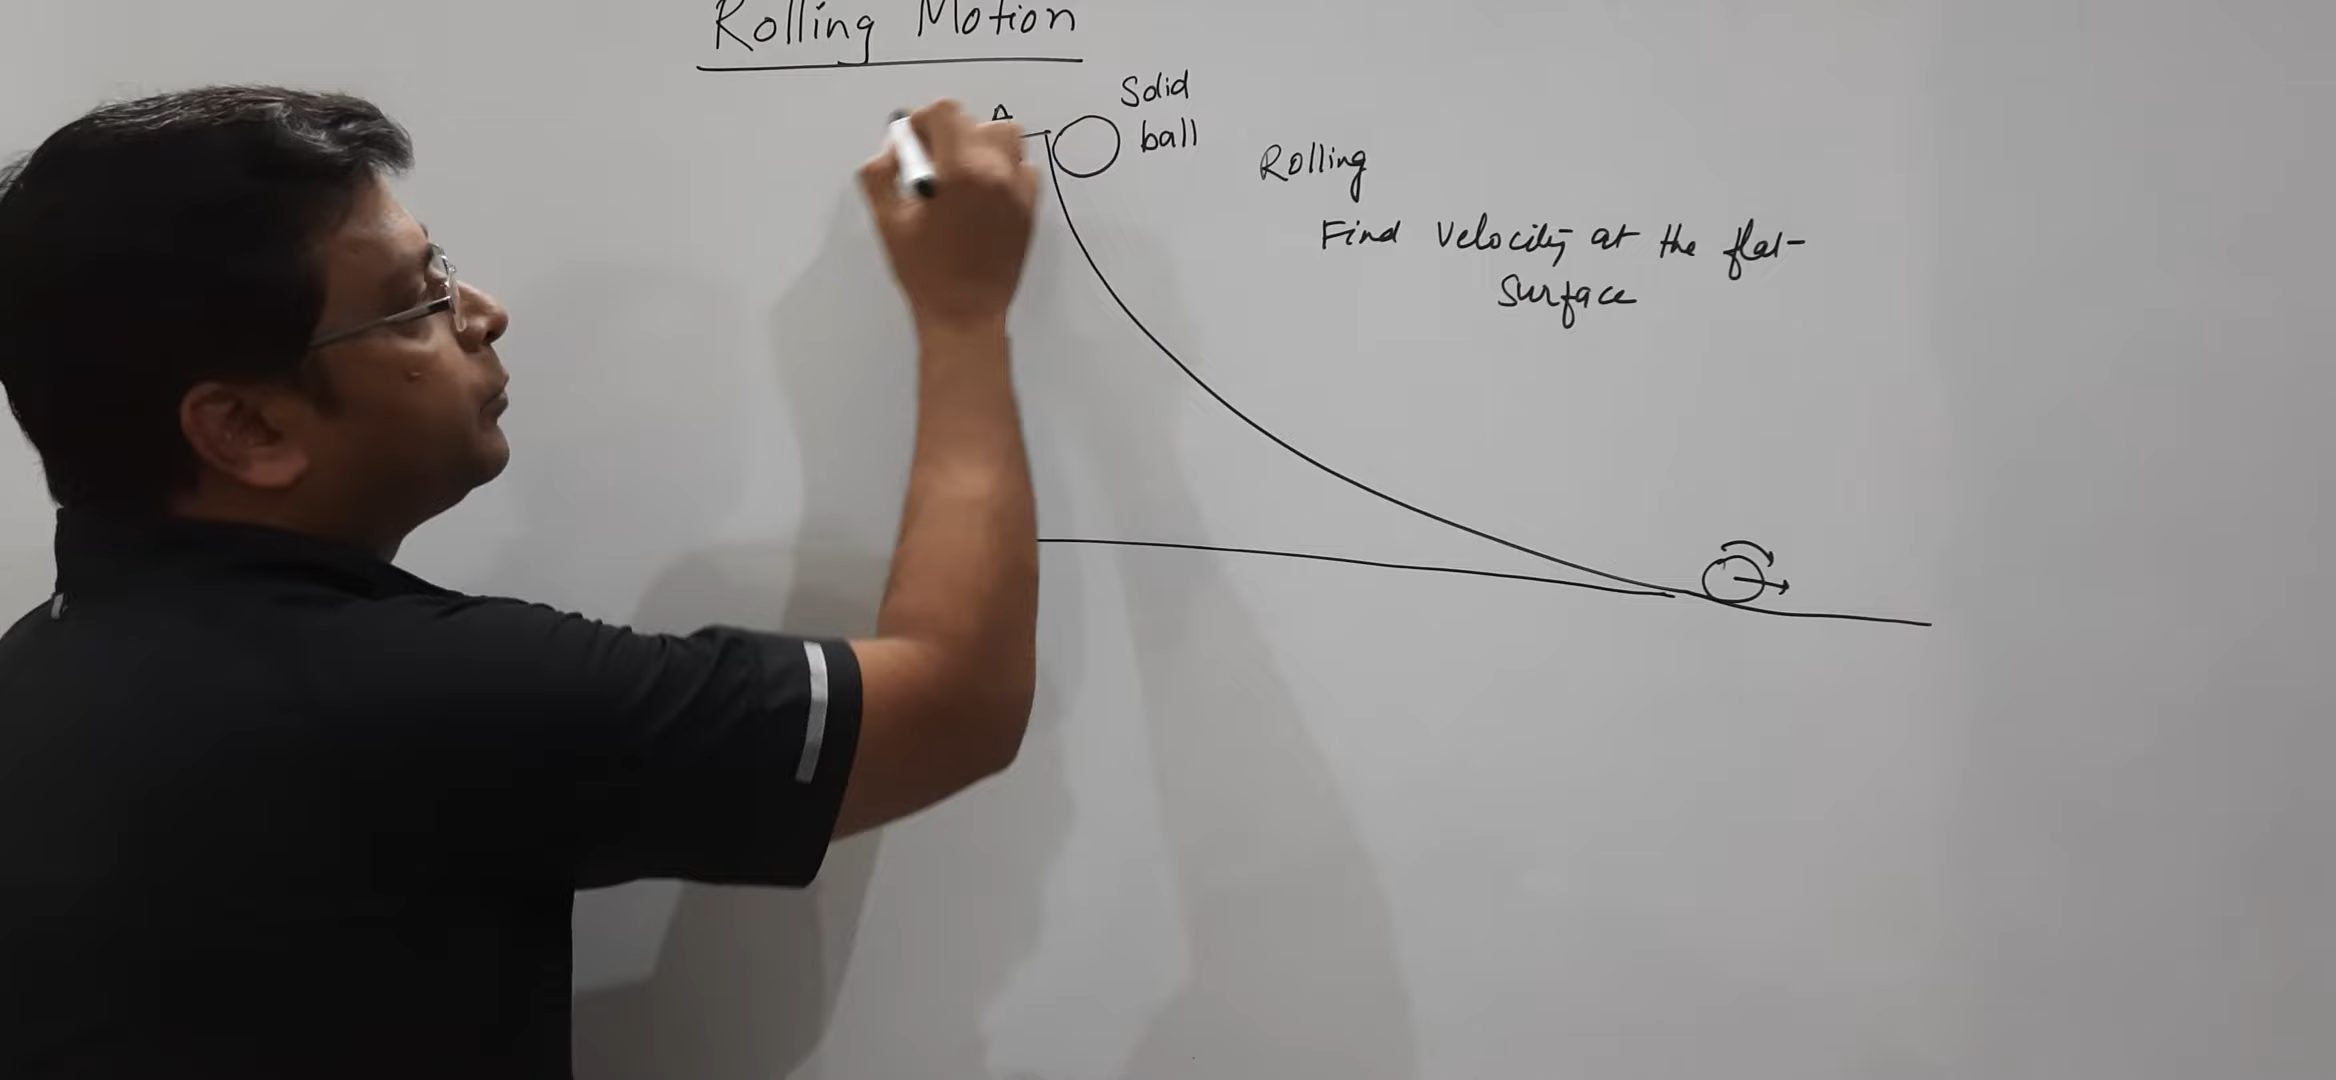 Rolling Motion
Solid
ball
Rolling
Find Velocity at the flat
Surface